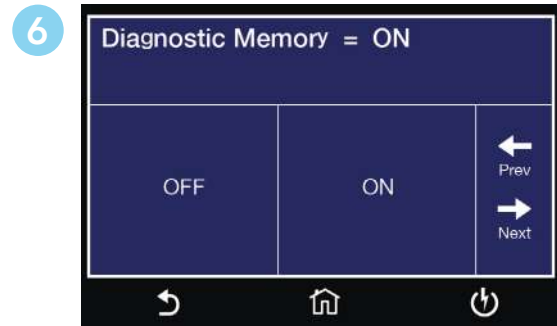 6
Diagnostic Memory = ON
OFF
ON
Prev
Next